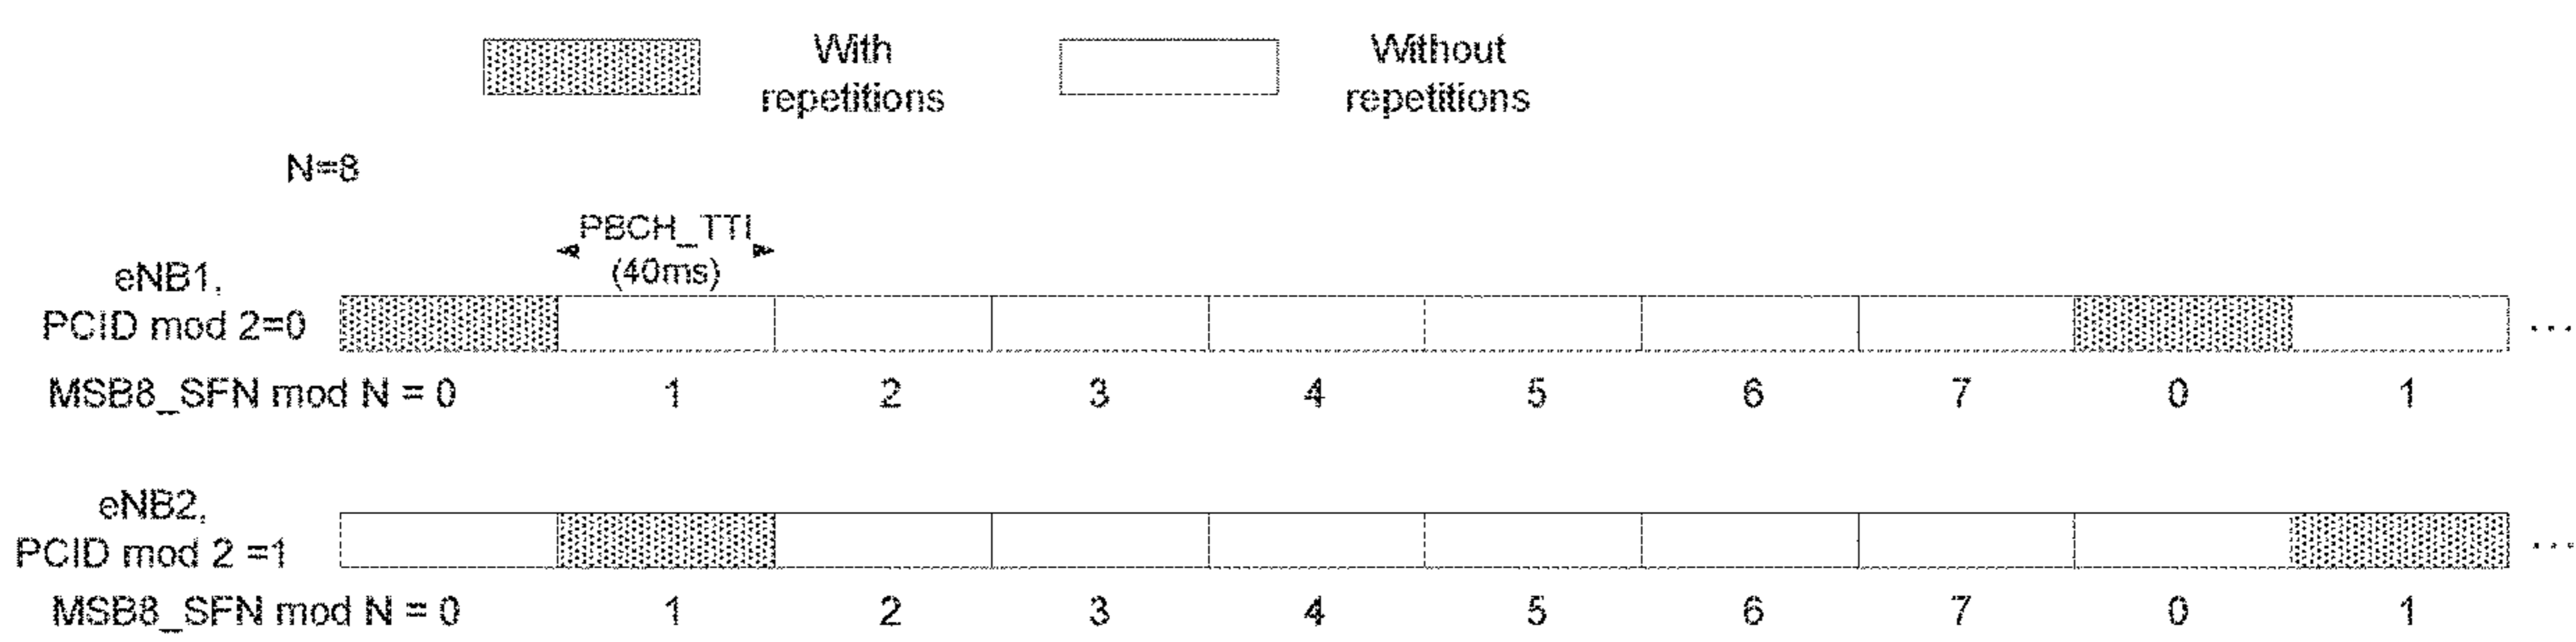 With
repetitions
Without
repetitions
N=8
PBCH_TTI
(40ms)
eNB1,
PCID mod 2=0
...
MSB8_SFN mod N = 0 1 2 3 4 5 6 7 0 1
eNB2,
PCID mod 2 =1
...
MSB8_SFN mod N = 0 1 2 3 4 5 6 7 0 1